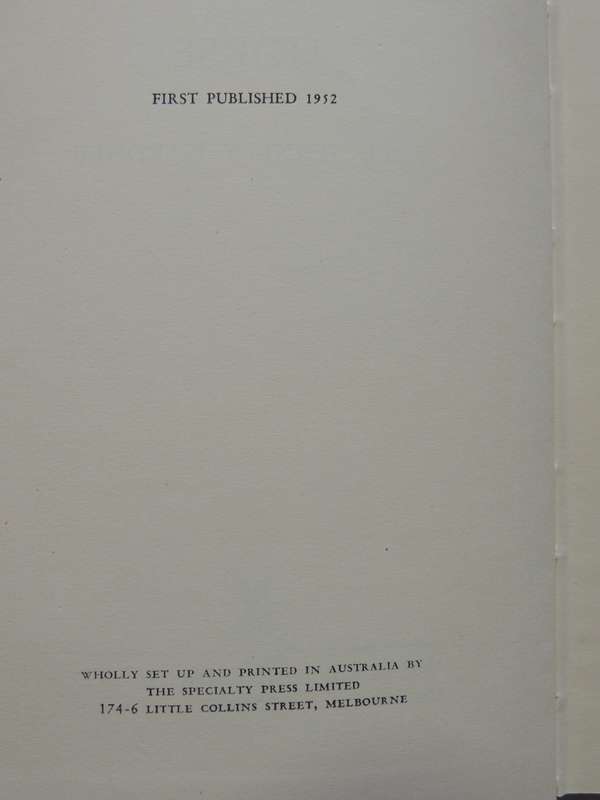 FIRST PUBLISHED 1952
WHOLLY SET UP AND PRINTED IN AUSTRALIA BY
THE SPECIALTY PRESS LIMITED
174-6 LITTLE COLLINS STREET, MELBOURNE